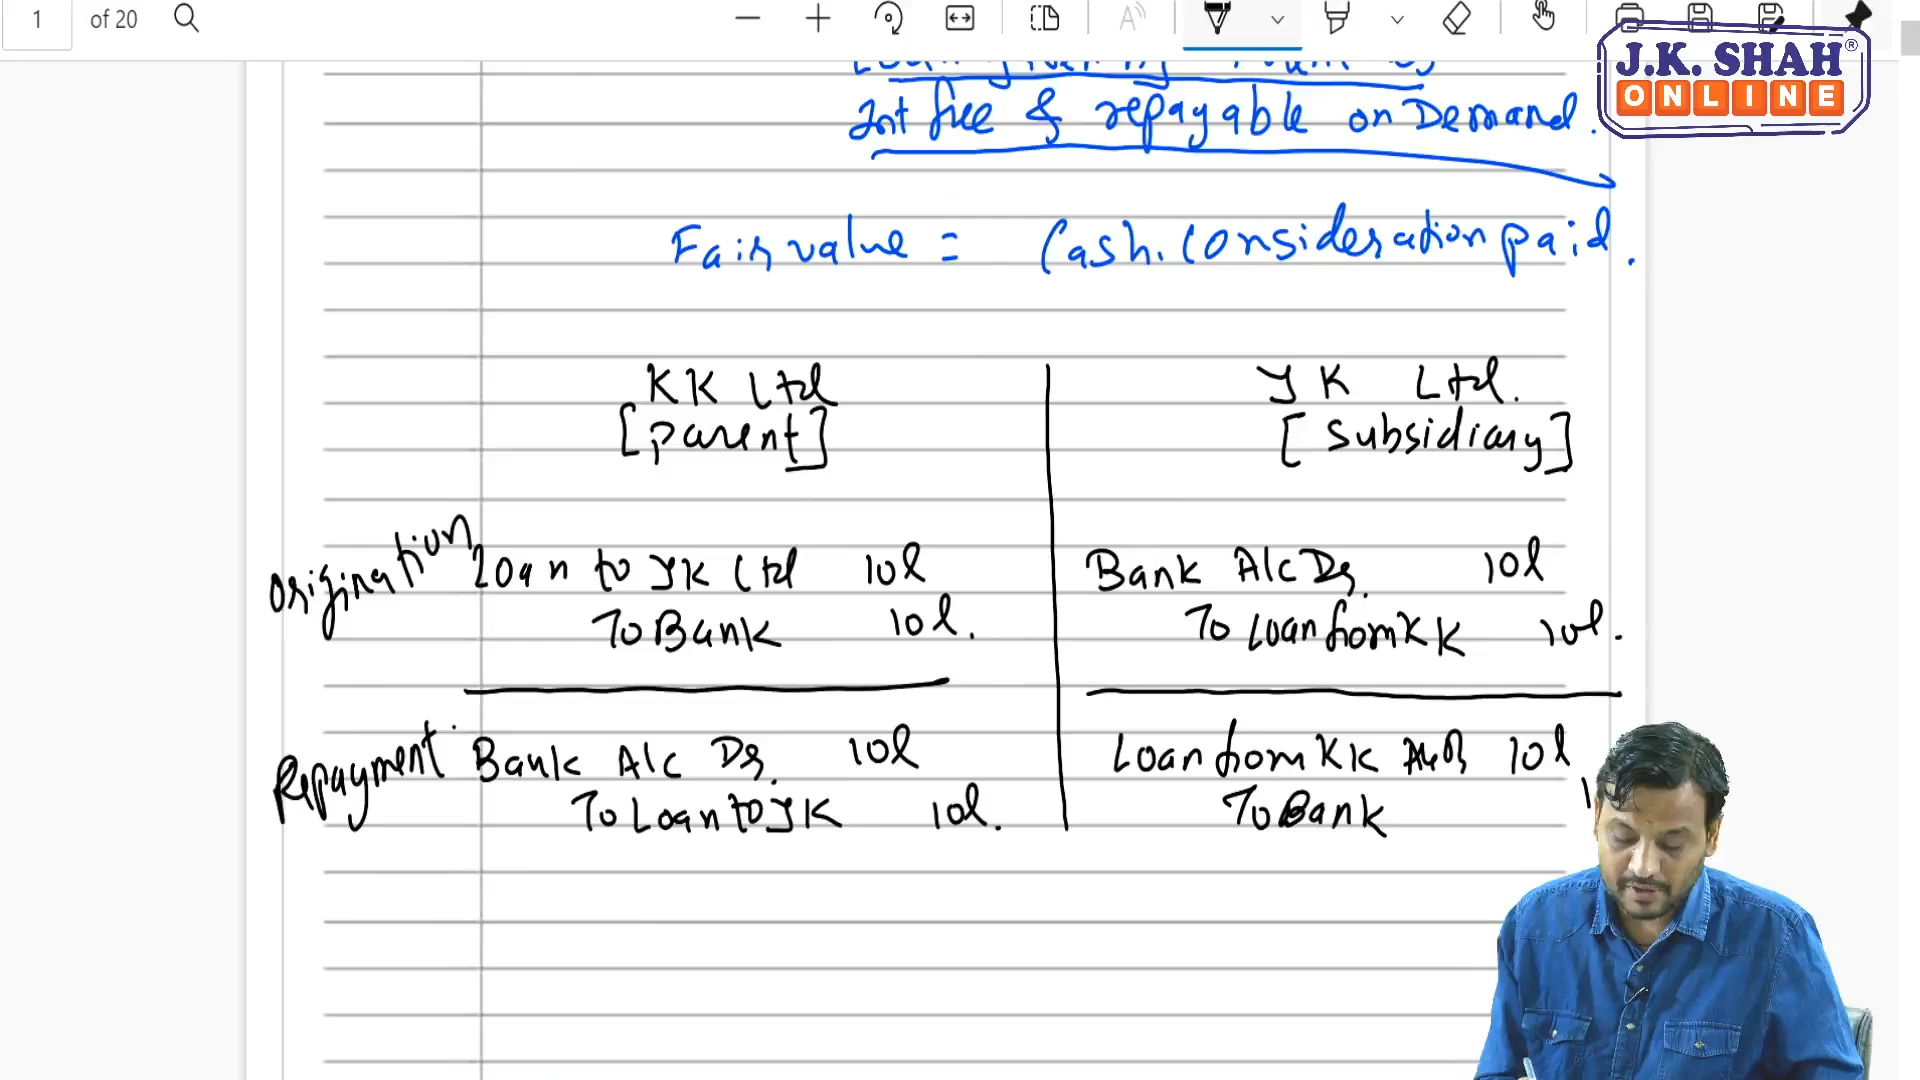 1 of 20
J.K. SHAH®
ONLINE
Int free & repayable on Demand.
Fair value = Cash consideration paid.
KK Ltd
[parent]
YK Ltd.
[subsidiary]
Origination
Loan to YK Ltd 10l
To Bank 10l.
Bank A/c Dr. 10l
To Loan from KK 10l.
Repayment
Bank A/c Dr. 10l
To Loan to YK 10l.
Loan from KK A/c Dr 10l
To Bank